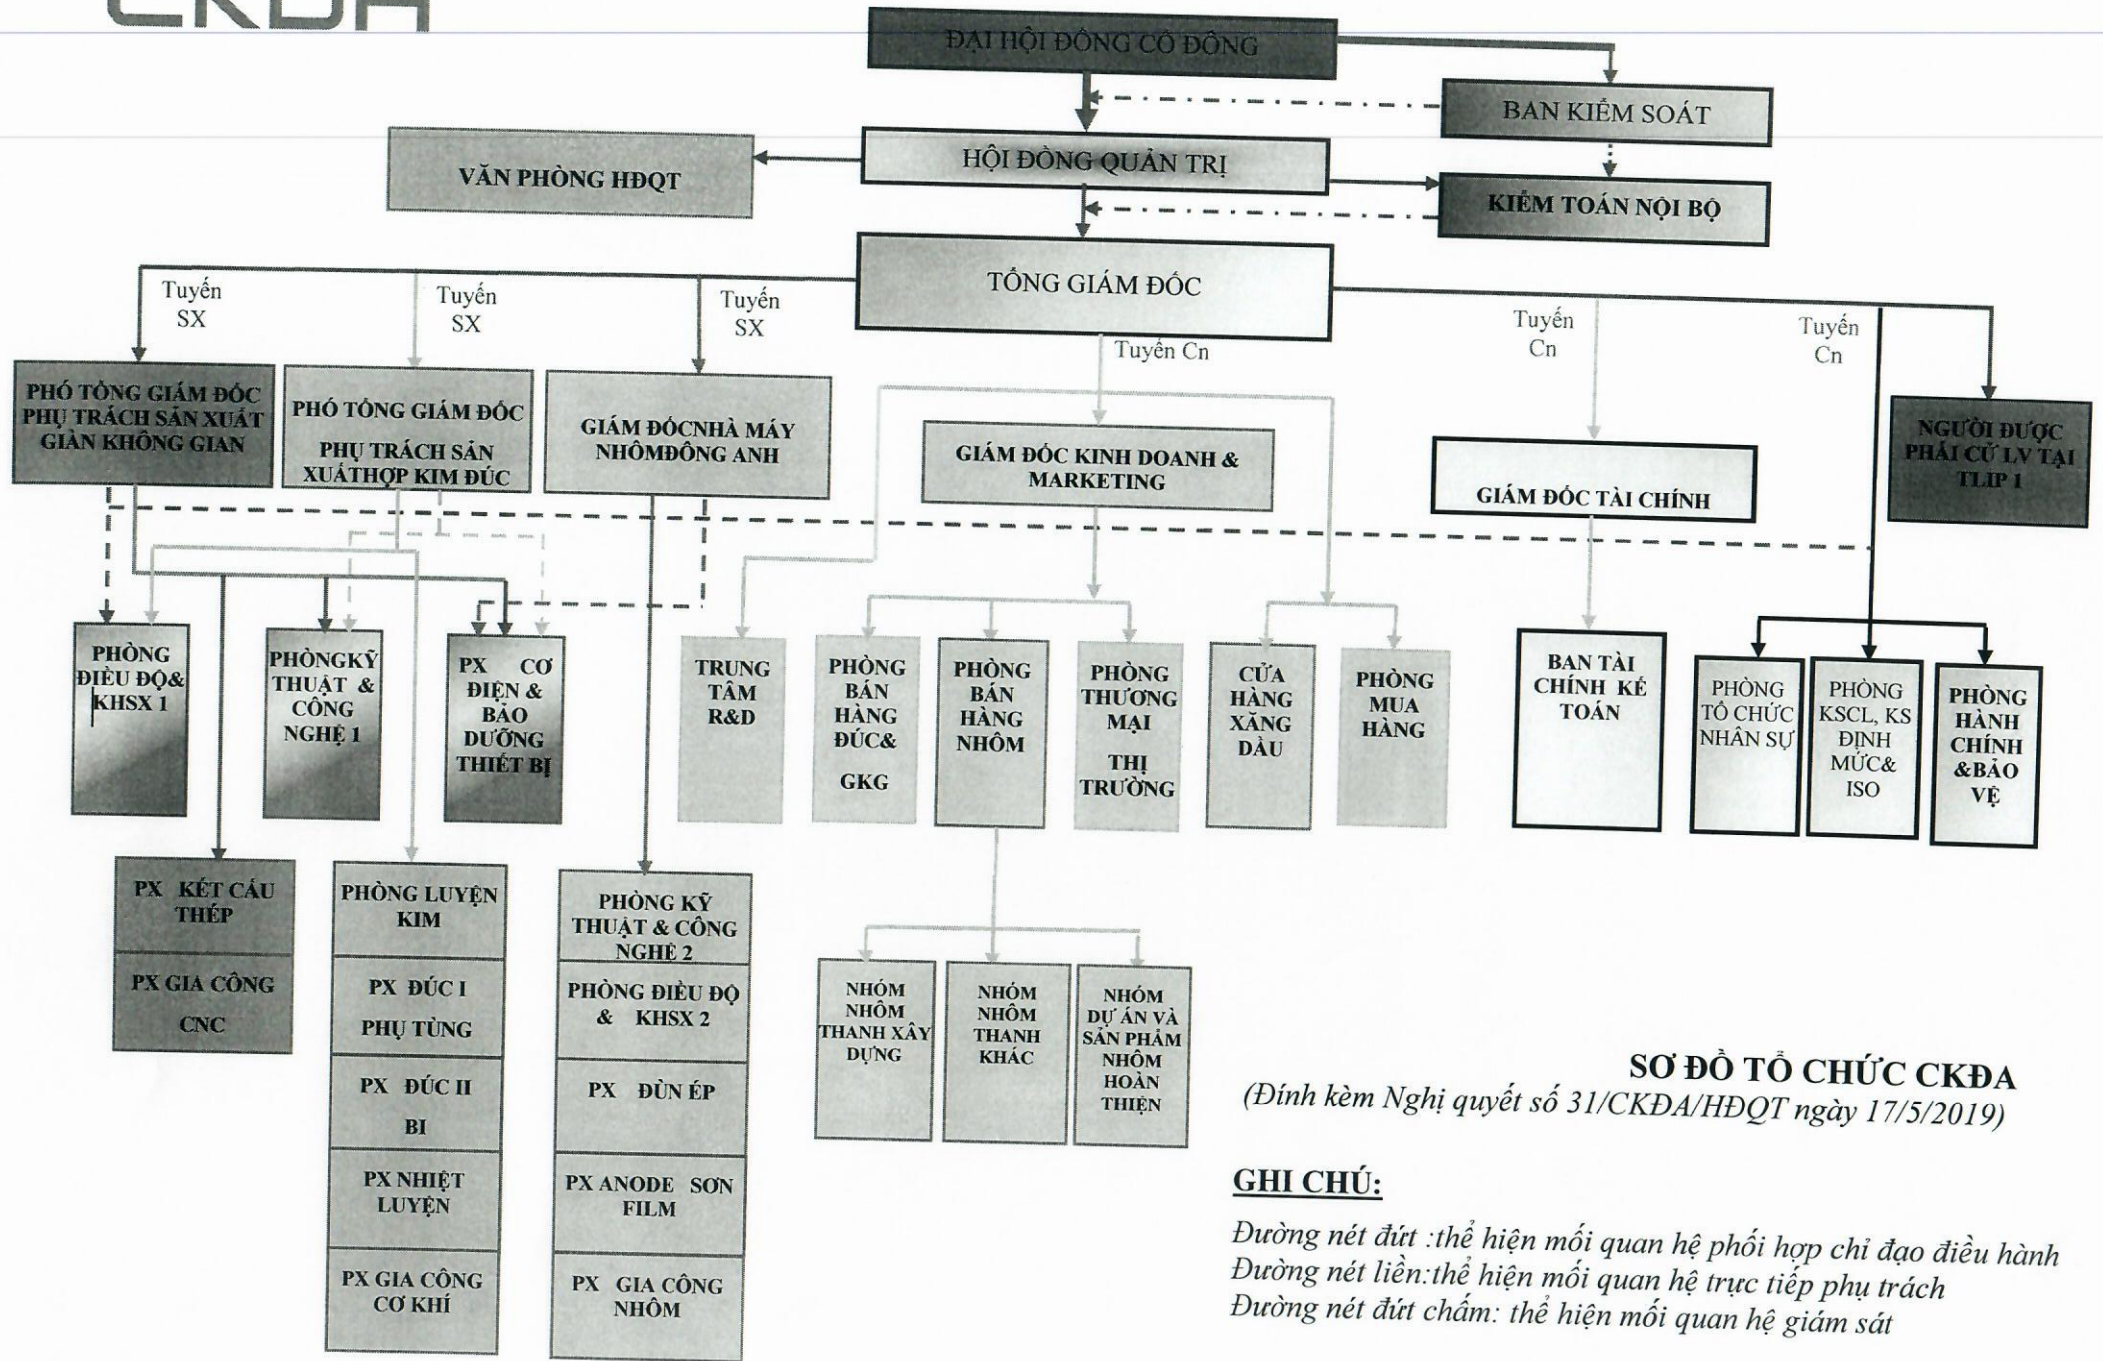 CKĐA
ĐẠI HỘI ĐỒNG CỔ ĐÔNG
BAN KIỂM SOÁT
HỘI ĐỒNG QUẢN TRỊ
VĂN PHÒNG HĐQT
KIỂM TOÁN NỘI BỘ
TỔNG GIÁM ĐỐC
Tuyến
SX
Tuyến
SX
Tuyến
SX
Tuyến Cn
Tuyến
Cn
Tuyến
Cn
PHÓ TỔNG GIÁM ĐỐC
PHỤ TRÁCH SẢN XUẤT
GIÀN KHÔNG GIAN
PHÓ TỔNG GIÁM ĐỐC
PHỤ TRÁCH SẢN
XUẤTHỢP KIM ĐÚC
GIÁM ĐỐCNHÀ MÁY
NHÔMĐÔNG ANH
GIÁM ĐỐC KINH DOANH &
MARKETING
GIÁM ĐỐC TÀI CHÍNH
NGƯỜI ĐƯỢC
PHÁI CỬ LV TẠI
TLIP 1
PHÒNG
ĐIỀU ĐỘ&
KHSX 1
PHÒNGKỸ
THUẬT &
CÔNG
NGHỆ 1
PX CƠ
ĐIỆN &
BẢO
DƯỠNG
THIẾT BỊ
TRUNG
TÂM
R&D
PHÒNG
BÁN
HÀNG
ĐÚC&
GKG
PHÒNG
BÁN
HÀNG
NHÔM
PHÒNG
THƯƠNG
MẠI
THỊ
TRƯỜNG
CỬA
HÀNG
XĂNG
DẦU
PHÒNG
MUA
HÀNG
BAN TÀI
CHÍNH KẾ
TOÁN
PHÒNG
TỔ CHỨC
NHÂN SỰ
PHÒNG
KSCL, KS
ĐỊNH
MỨC&
ISO
PHÒNG
HÀNH
CHÍNH
&BẢO
VỆ
PX KẾT CẤU
THÉP
PX GIA CÔNG
CNC
PHÒNG LUYỆN
KIM
PX ĐÚC I
PHỤ TÙNG
PX ĐÚC II
BI
PX NHIỆT
LUYỆN
PX GIA CÔNG
CƠ KHÍ
PHÒNG KỸ
THUẬT & CÔNG
NGHỆ 2
PHÒNG ĐIỀU ĐỘ
& KHSX 2
PX ĐÙN ÉP
PX ANODE SƠN
FILM
PX GIA CÔNG
NHÔM
NHÓM
NHÔM
THANH XÂY
DỰNG
NHÓM
NHÔM
THANH
KHÁC
NHÓM
DỰ ÁN VÀ
SẢN PHẨM
NHÔM
HOÀN
THIỆN
SƠ ĐỒ TỔ CHỨC CKĐA
(Đính kèm Nghị quyết số 31/CKĐA/HĐQT ngày 17/5/2019)
GHI CHÚ:
Đường nét đứt :thể hiện mối quan hệ phối hợp chỉ đạo điều hành
Đường nét liền:thể hiện mối quan hệ trực tiếp phụ trách
Đường nét đứt chấm: thể hiện mối quan hệ giám sát